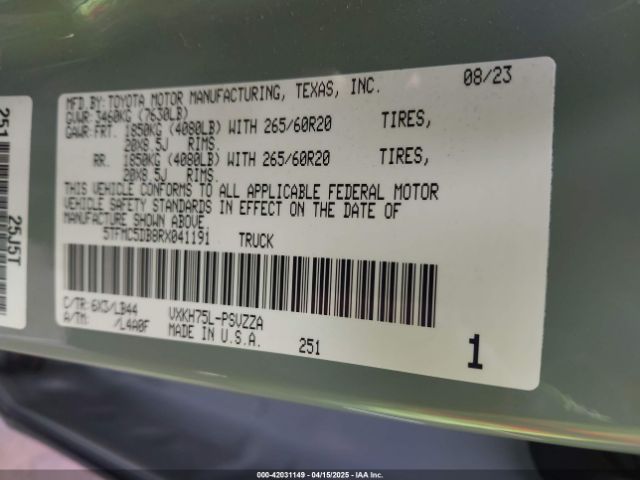 MFD.BY: TOYOTA MOTOR MANUFACTURING, TEXAS, INC. 08/23
GVWR: 3460KG (7630LB)
GAWR: FRT. 1850KG (4080LB) WITH 265/60R20 TIRES,
20X8.5J RIMS.
RR. 1850KG (4080LB) WITH 265/60R20 TIRES,
20X8.5J RIMS.
THIS VEHICLE CONFORMS TO ALL APPLICABLE FEDERAL MOTOR
VEHICLE SAFETY STANDARDS IN EFFECT ON THE DATE OF
MANUFACTURE SHOWN ABOVE
5TFMC5DB8RX041191 TRUCK
C/TR: 6X3/LB44 VXKH75L-PSVZZA
A/TM: /L4A0F MADE IN U.S.A. 251 1
251 25J5T
000-42031149 - 04/15/2025 - IAA Inc.